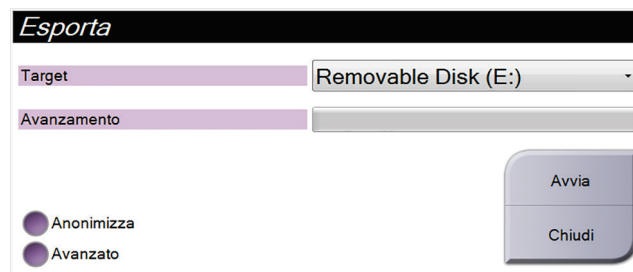 Esporta
Target
Removable Disk (E:)
Avanzamento
Avvia
Anonimizza
Chiudi
Avanzato